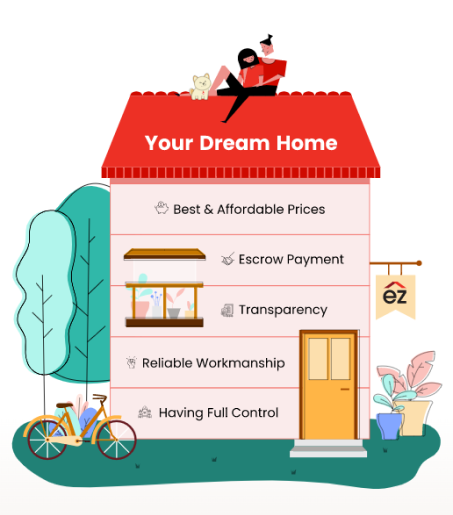 Your Dream Home
Best & Affordable Prices
Escrow Payment
Transparency
ez
Reliable Workmanship
Having Full Control